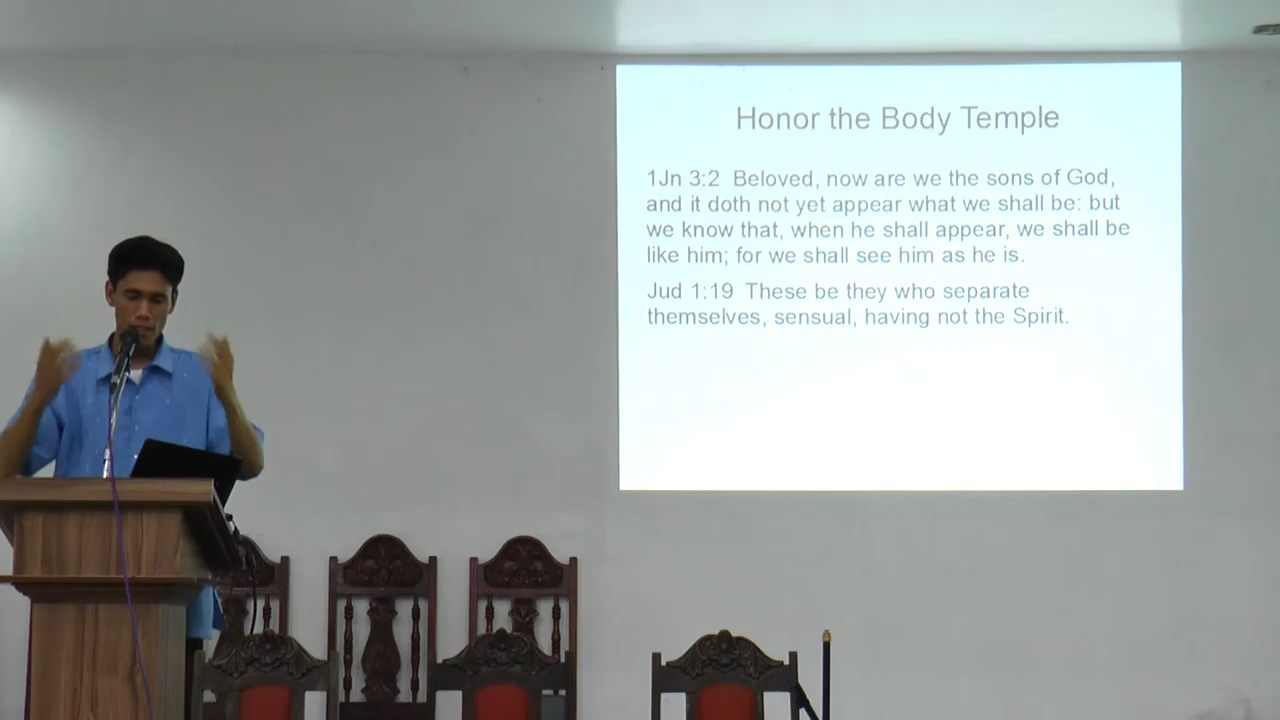 Honor the Body Temple
1Jn 3:2  Beloved, now are we the sons of God,
and it doth not yet appear what we shall be: but
we know that, when he shall appear, we shall be
like him; for we shall see him as he is.
Jud 1:19  These be they who separate
themselves, sensual, having not the Spirit.